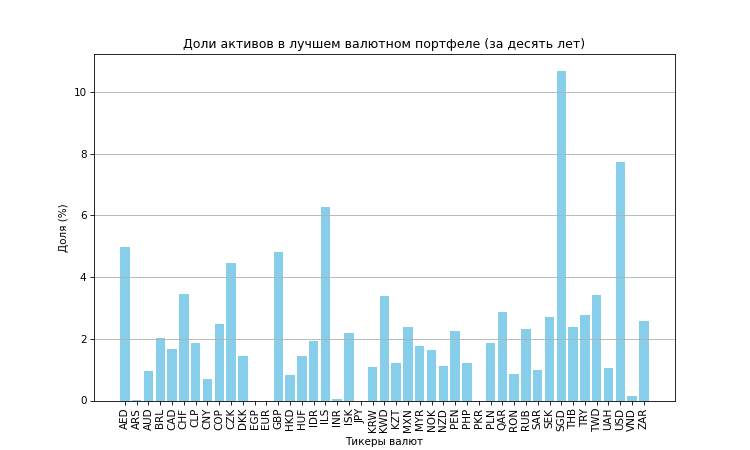 Доли активов в лучшем валютном портфеле (за десять лет)
Доля (%)
10
8
6
4
2
0
AED ARS AUD BRL CAD CHF CLP CNY COP CZK DKK EGP EUR GBP HKD HUF IDR ILS INR ISK JPY KRW KWD KZT MXN MYR NOK NZD PEN PHP PKR PLN QAR RON RUB SAR SEK SGD THB TRY TWD UAH USD VND ZAR
Тикеры валют